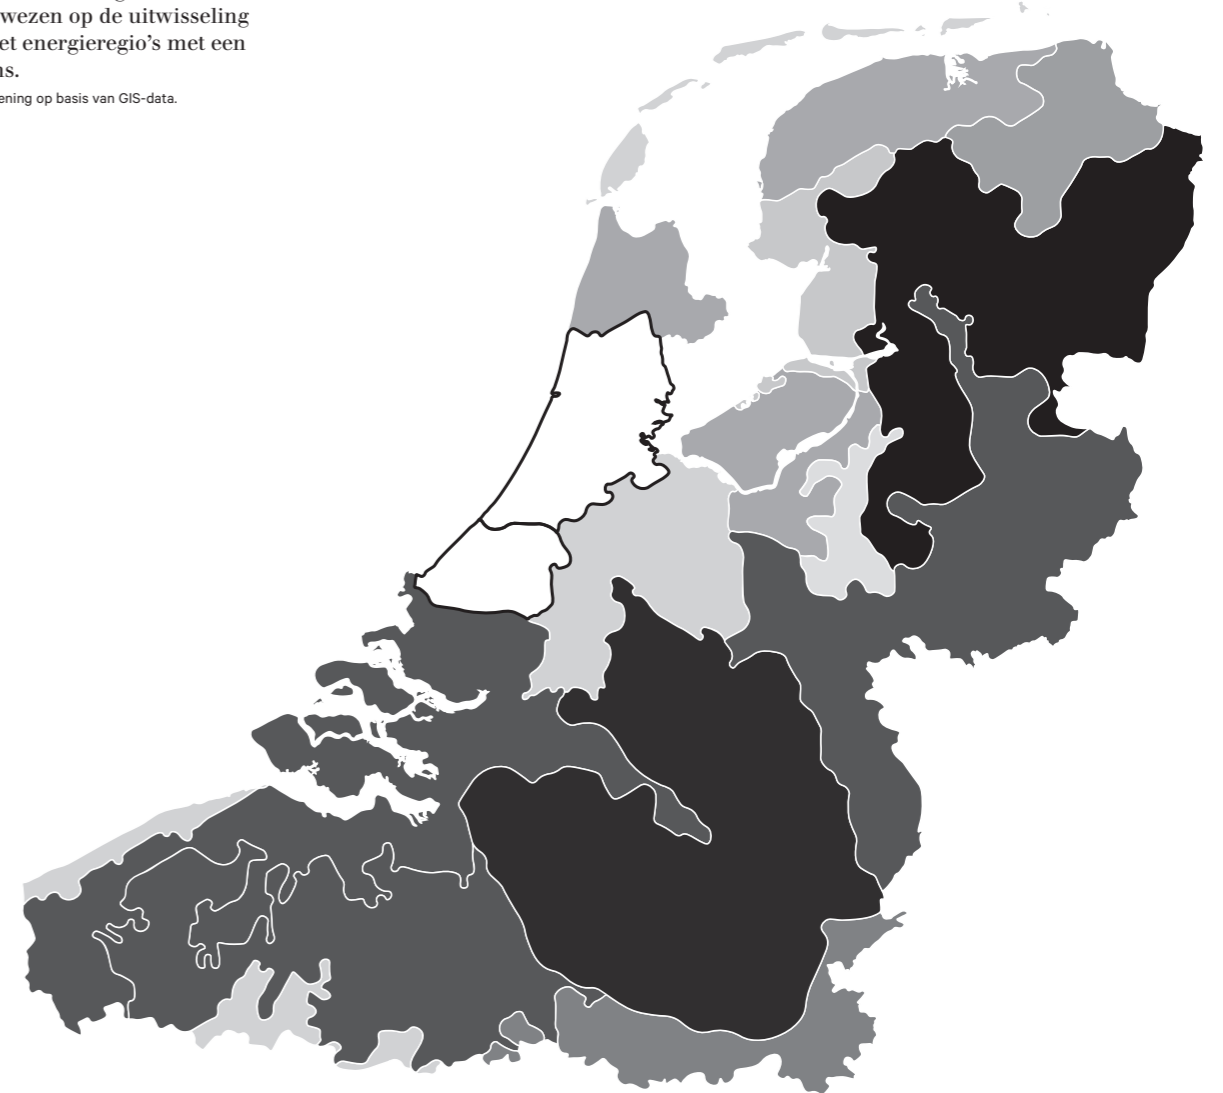 wezen op de uitwisseling
et energieregio’s met een
ns.
ening op basis van GIS-data.